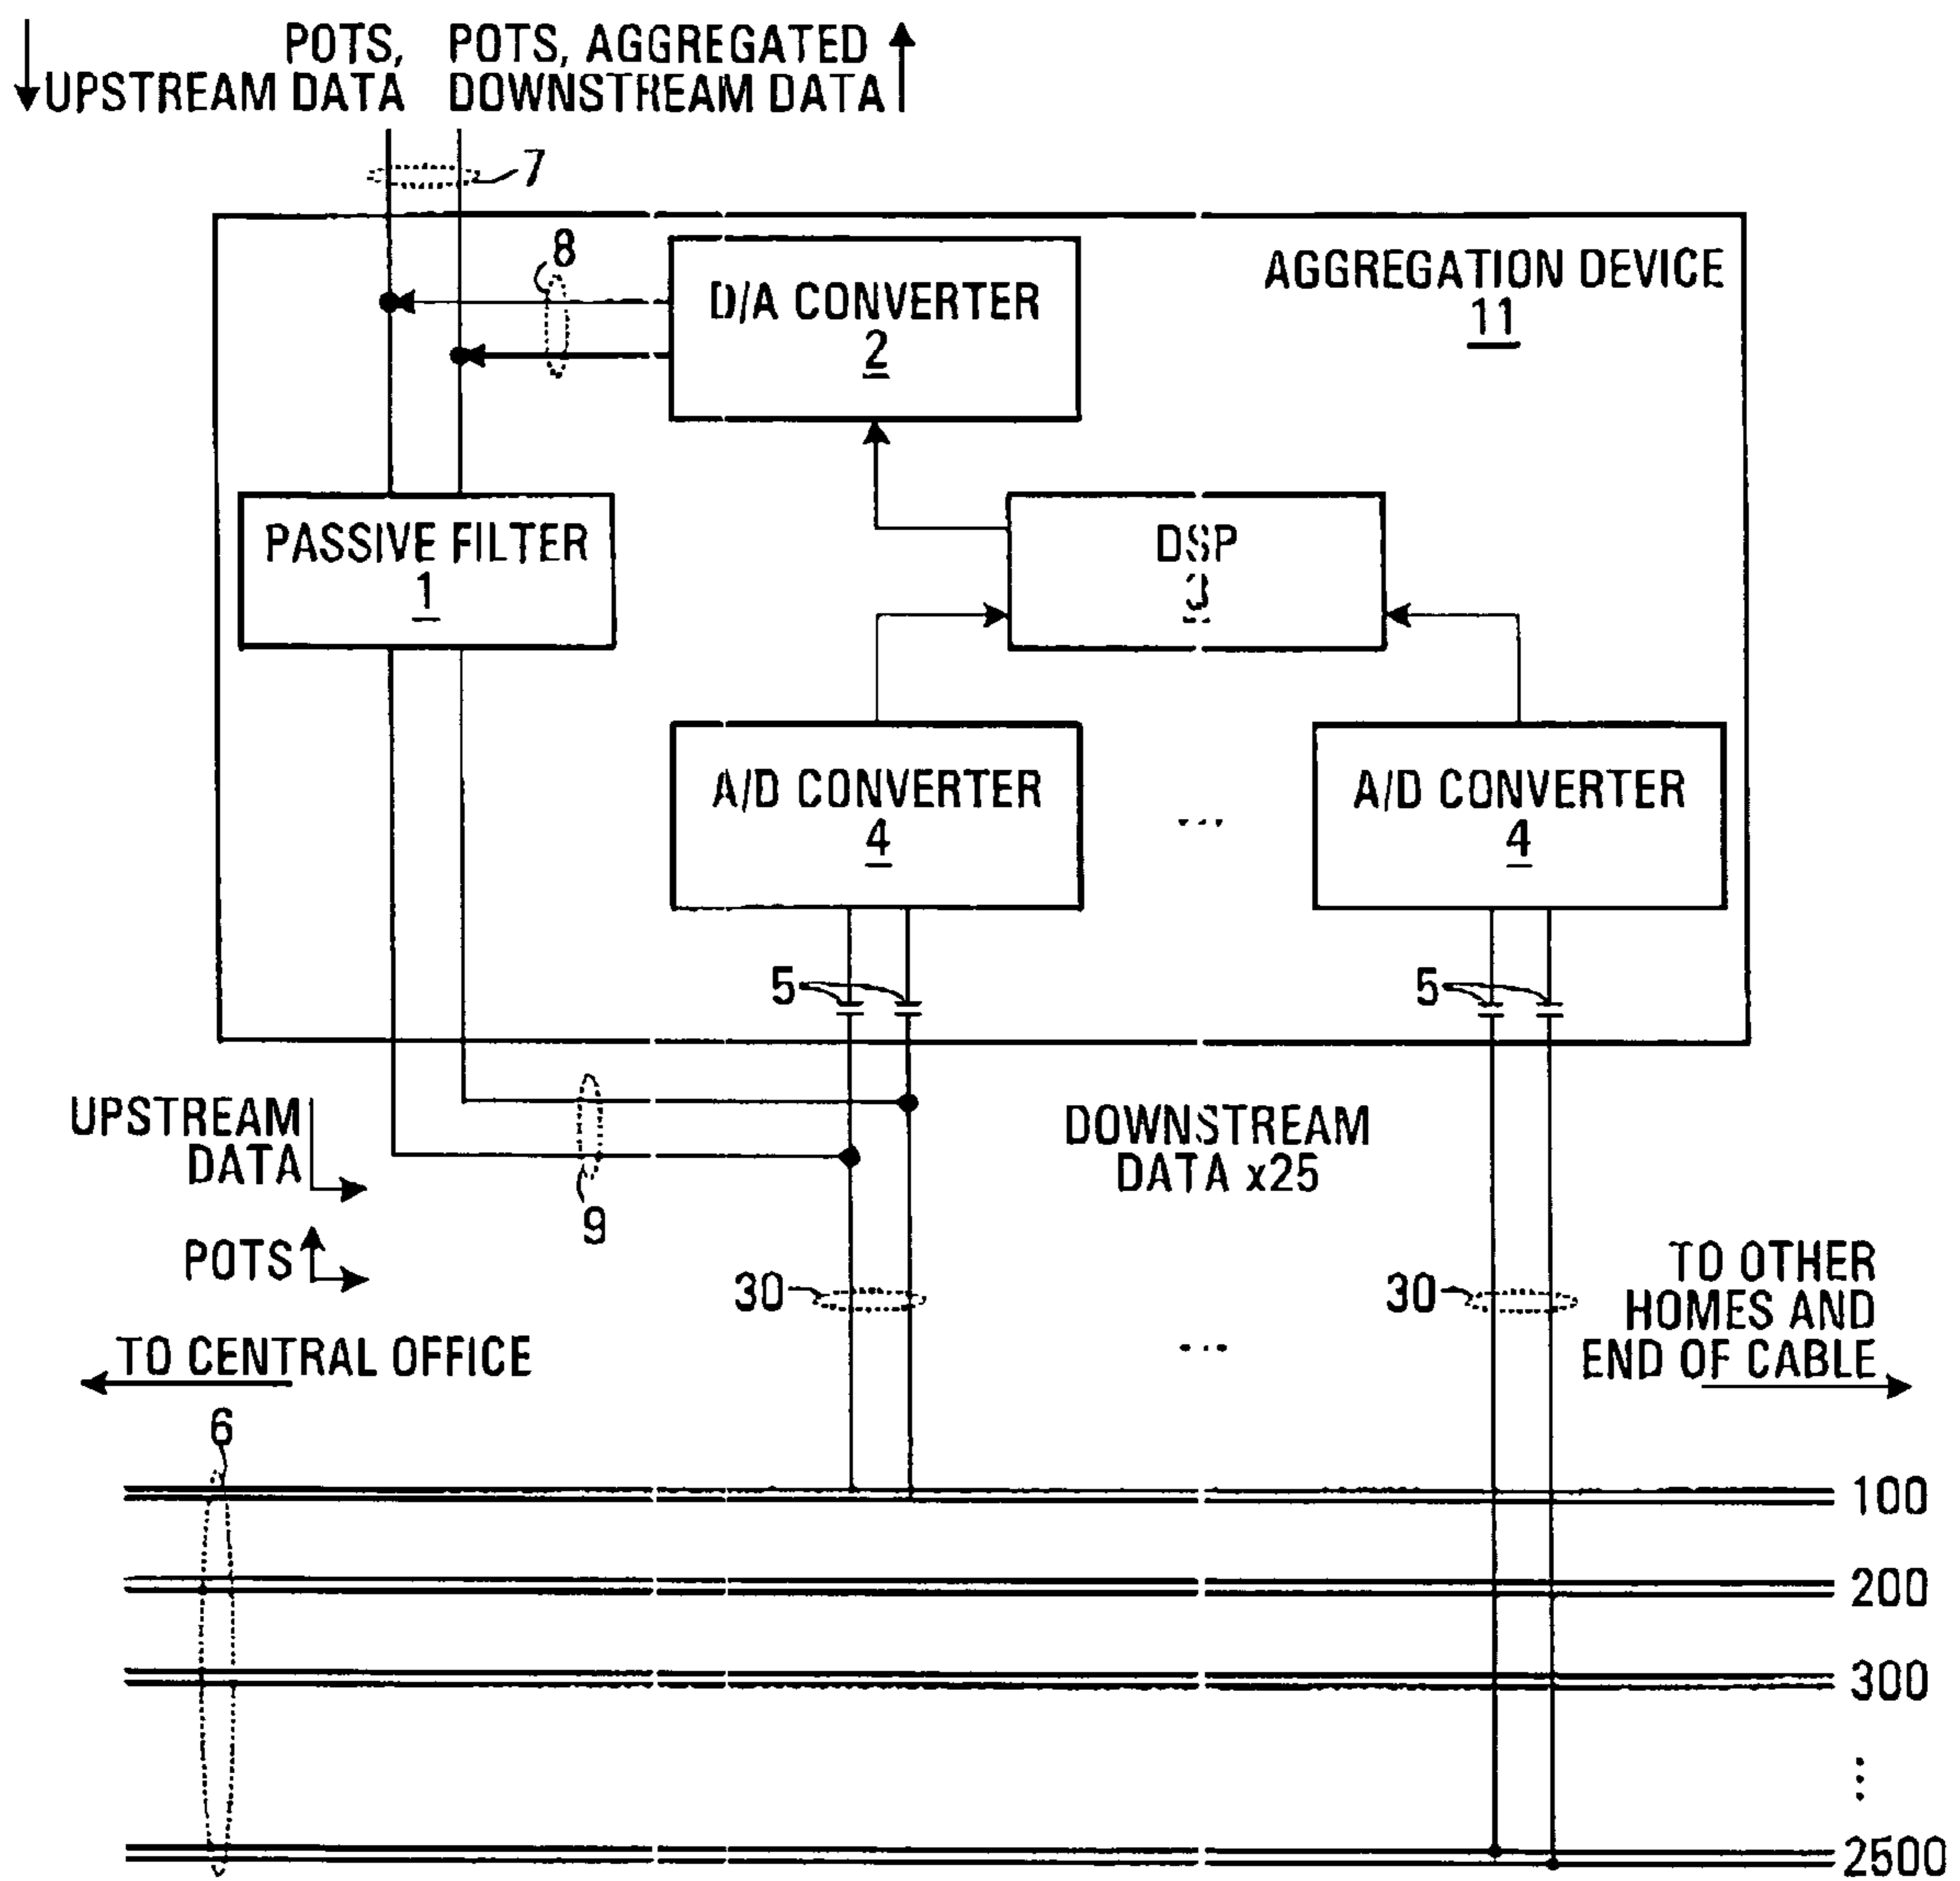 POTS,
UPSTREAM DATA
POTS, AGGREGATED
DOWNSTREAM DATA
7
8
D/A CONVERTER
2
AGGREGATION DEVICE
11
PASSIVE FILTER
1
DSP
3
A/D CONVERTER
4
...
A/D CONVERTER
4
5
5
UPSTREAM
DATA
9
DOWNSTREAM
DATA x25
POTS
30
...
30
TO OTHER
HOMES AND
END OF CABLE
TO CENTRAL OFFICE
6
100
200
300
2500